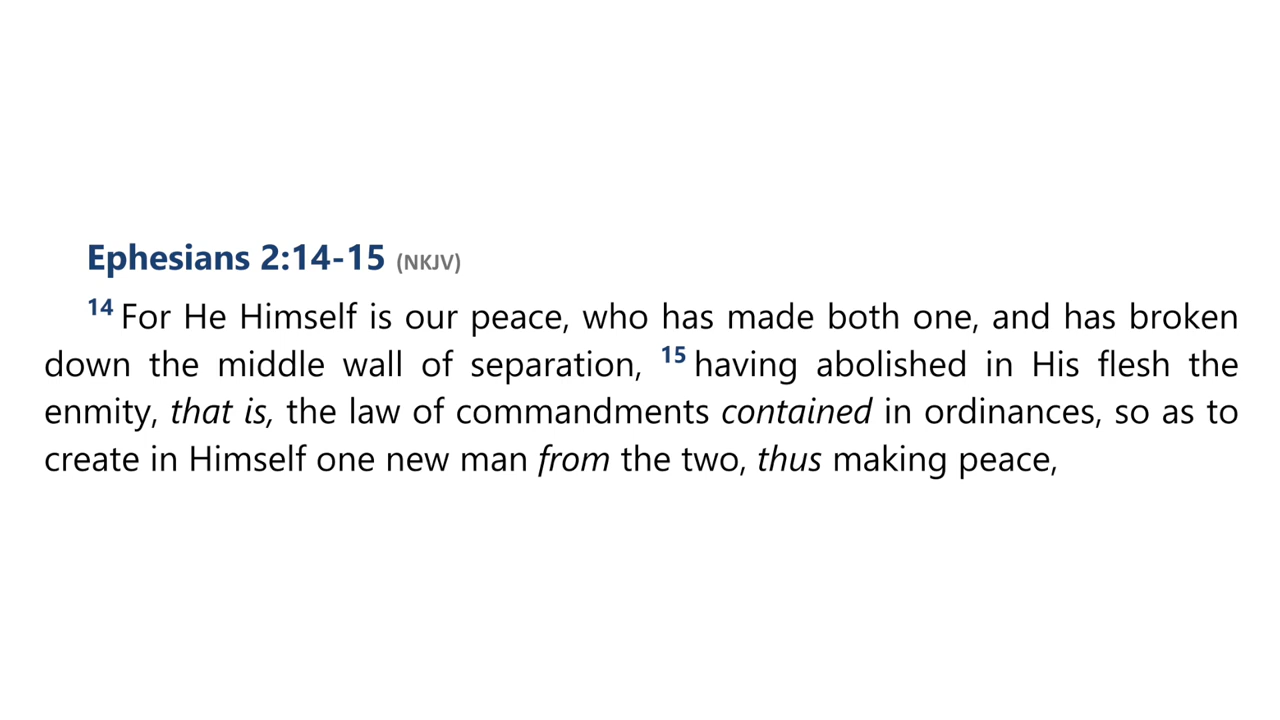 Ephesians 2:14-15 (NKJV)
14 For He Himself is our peace, who has made both one, and has broken
down the middle wall of separation, 15 having abolished in His flesh the
enmity, that is, the law of commandments contained in ordinances, so as to
create in Himself one new man from the two, thus making peace,